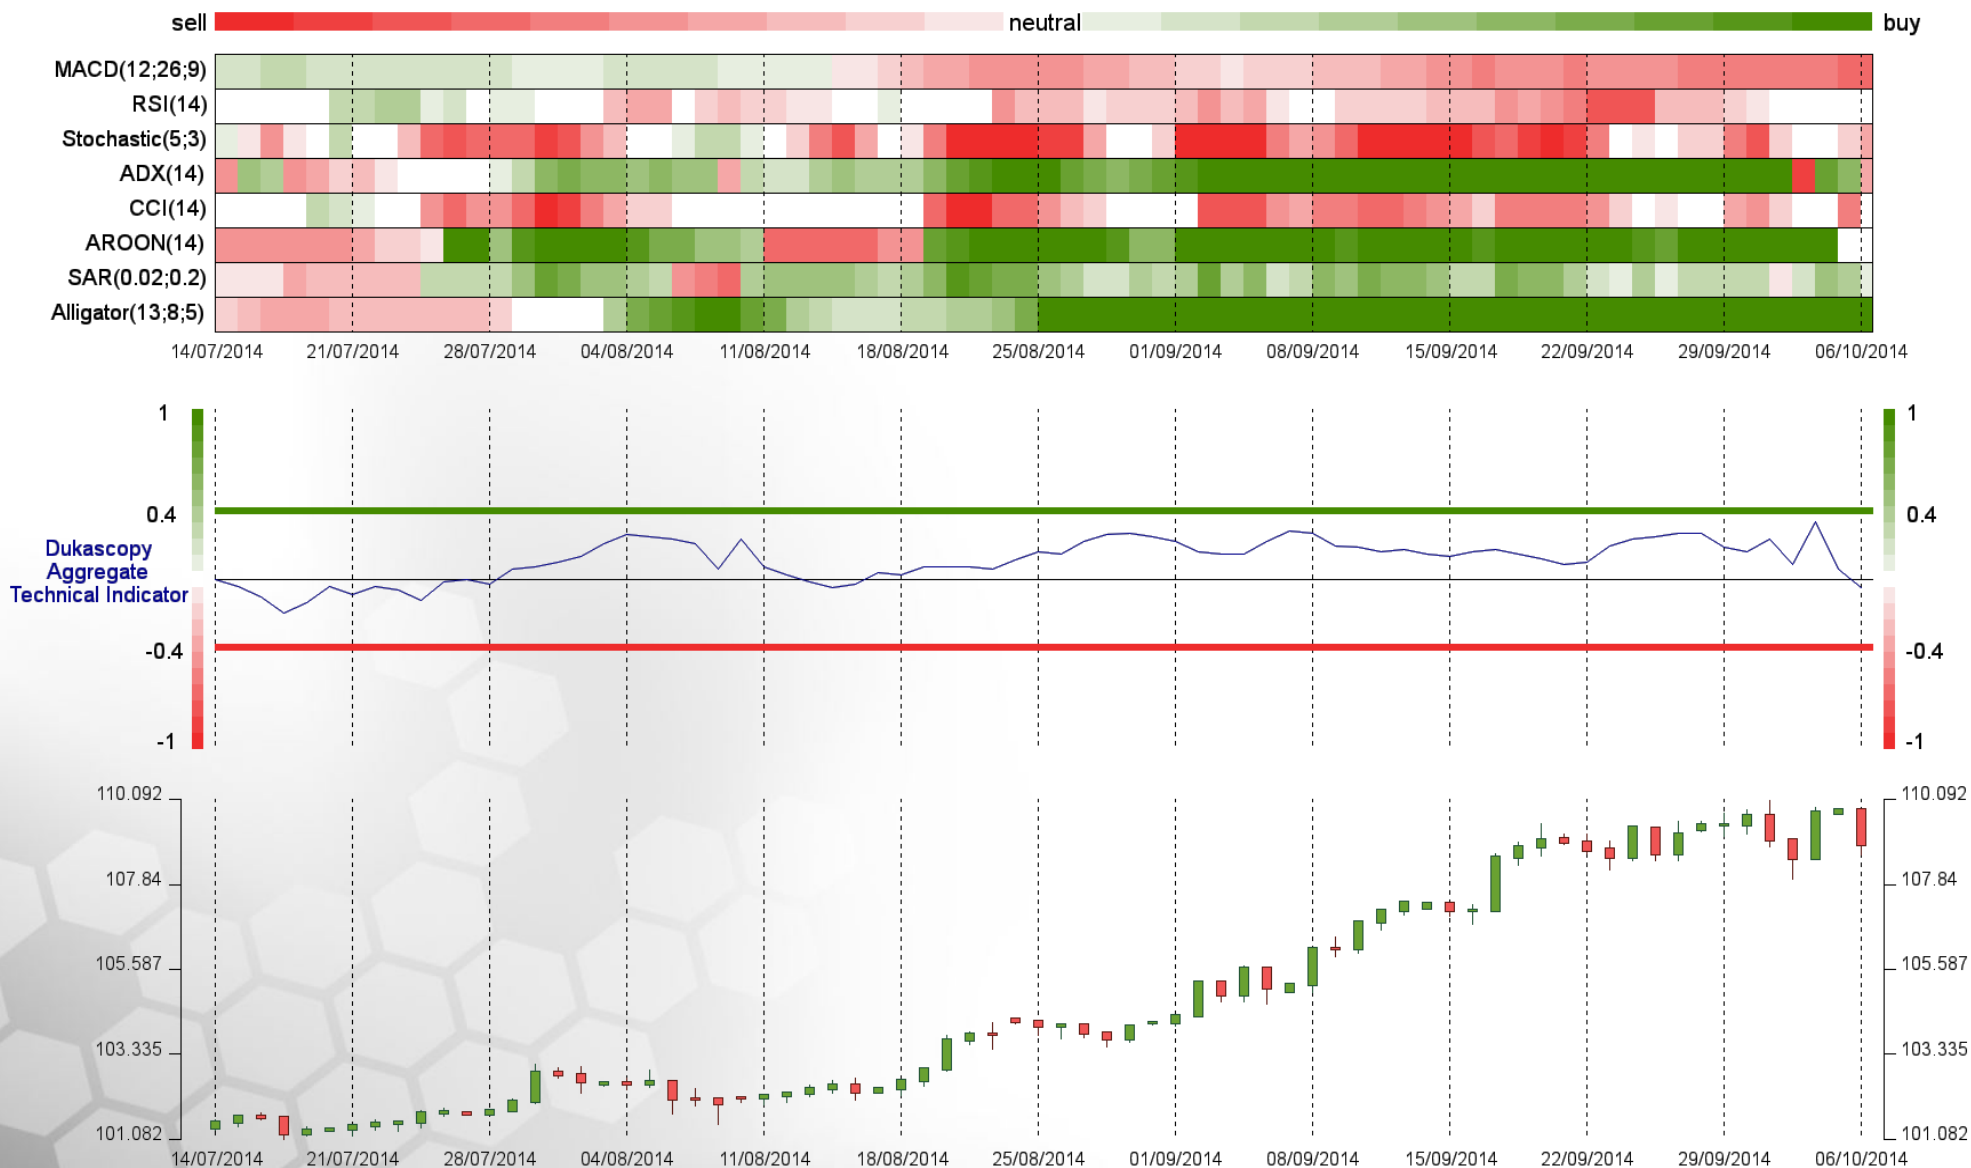 sell neutral buy
MACD(12;26;9)
RSI(14)
Stochastic(5;3)
ADX(14)
CCI(14)
AROON(14)
SAR(0.02;0.2)
Alligator(13;8;5)
14/07/2014 21/07/2014 28/07/2014 04/08/2014 11/08/2014 18/08/2014 25/08/2014 01/09/2014 08/09/2014 15/09/2014 22/09/2014 29/09/2014 06/10/2014
1 1
0.4 0.4
Dukascopy
Aggregate
Technical Indicator
-0.4 -0.4
-1 -1
110.092 110.092
107.84 107.84
105.587 105.587
103.335 103.335
101.082 101.082
14/07/2014 21/07/2014 28/07/2014 04/08/2014 11/08/2014 18/08/2014 25/08/2014 01/09/2014 08/09/2014 15/09/2014 22/09/2014 29/09/2014 06/10/2014